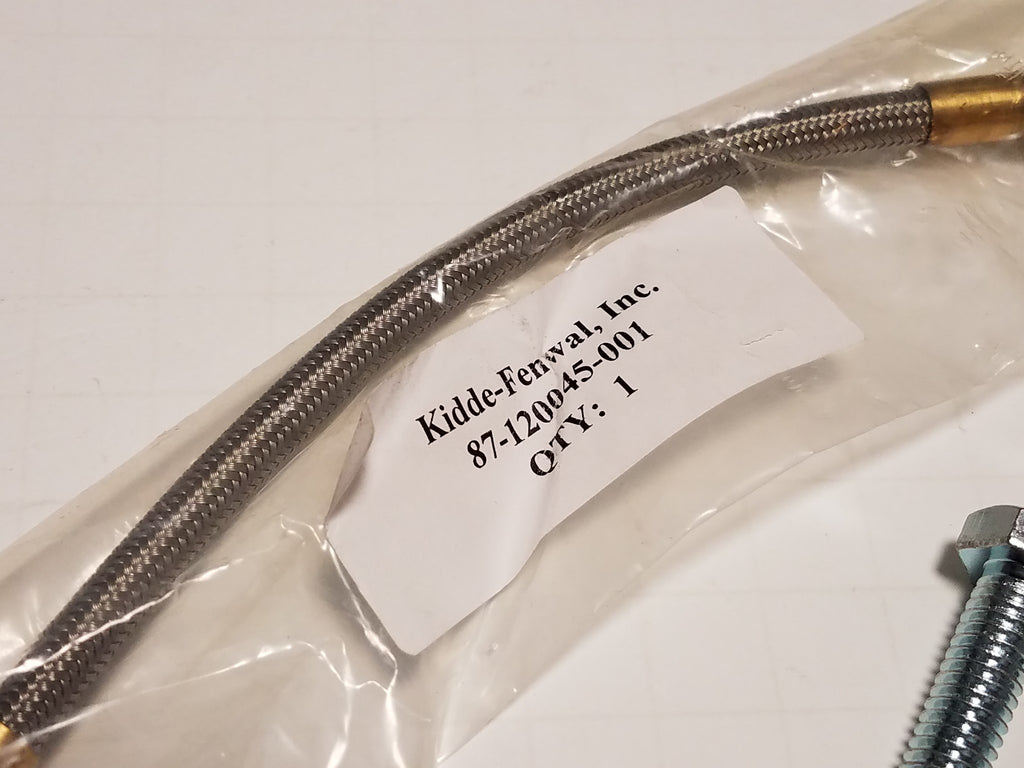 Kidde-Fenwal, Inc.
87-120045-001
QTY: 1